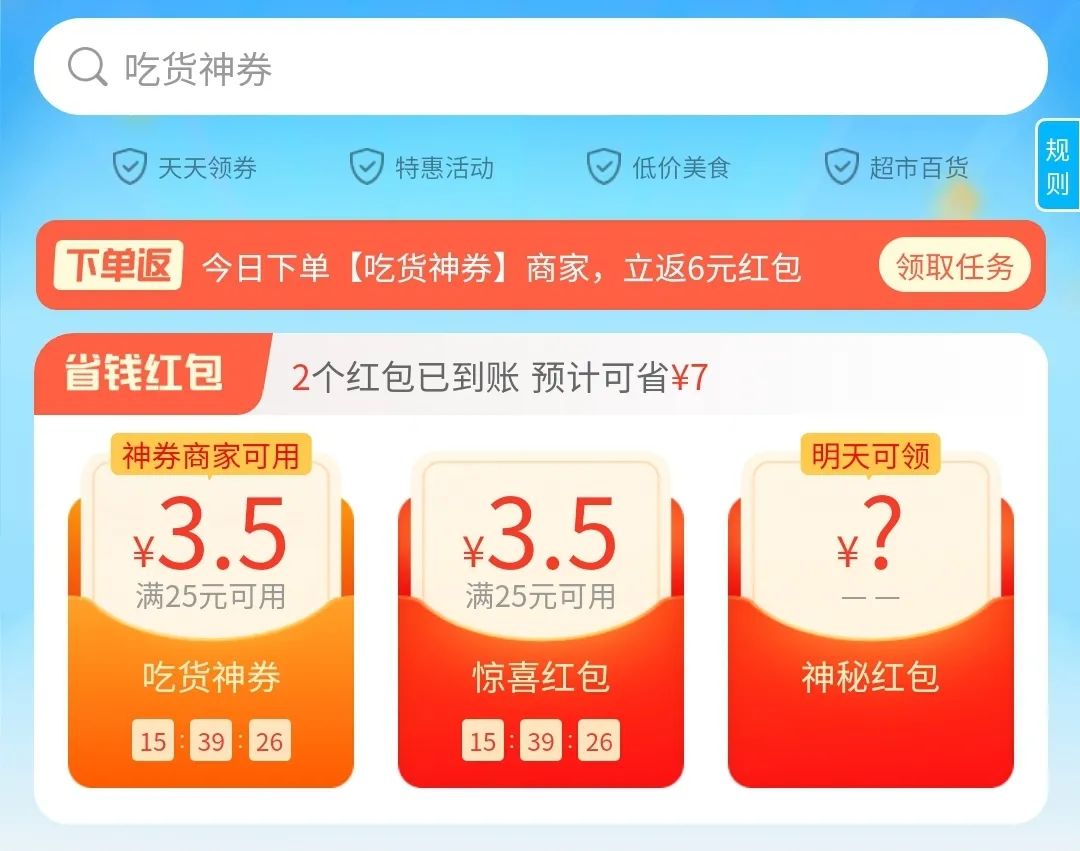 吃货神券
天天领券 特惠活动 低价美食 超市百货
规则
下单返 今日下单【吃货神券】商家，立返6元红包 领取任务
省钱红包 2个红包已到账 预计可省¥7
神券商家可用 明天可领
¥3.5 ¥3.5 ¥?
满25元可用 满25元可用 — —
吃货神券 惊喜红包 神秘红包
15:39:26 15:39:26